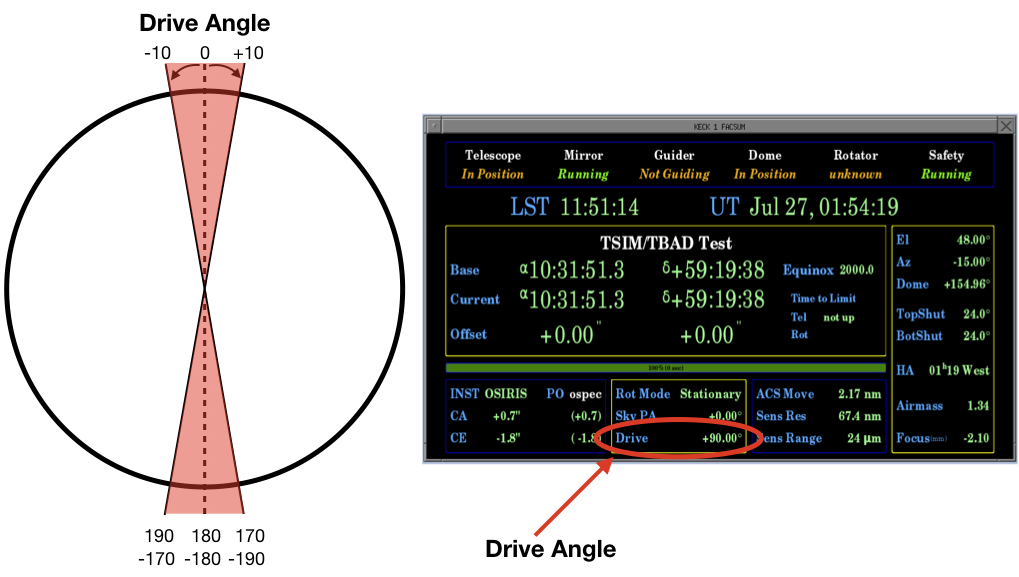 Drive Angle
-10 0 +10
190 180 170
-170 -180 -190
KECK 1 FACSUM
Telescope Mirror Guider Dome Rotator Safety
In Position Running Not Guiding In Position unknown Running
LST 11:51:14 UT Jul 27, 01:54:19
TSIM/TBAD Test
Base α10:31:51.3 δ+59:19:38 Equinox 2000.0
Current α10:31:51.3 δ+59:19:38 Time to Limit
Tel not up
Offset +0.00" +0.00" Rot
100% (0 sec)
El 48.00°
Az -15.00°
Dome +154.96°
TopShut 24.0°
BotShut 24.0°
HA 01h19 West
Airmass 1.34
Focus(mm) -2.10
INST OSIRIS PO ospec
CA +0.7" (+0.7)
CE -1.8" (-1.8)
Rot Mode Stationary
Sky PA +0.00°
Drive +90.00°
ACS Move 2.17 nm
Sens Res 67.4 nm
Sens Range 24 µm
Drive Angle